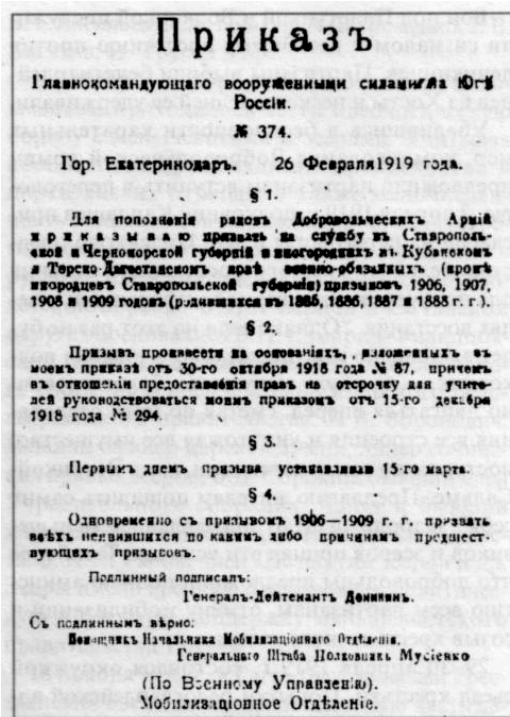 Приказъ
Главнокомандующаго вооруженными силами на Югѣ
Россіи.
№ 374.
Гор. Екатеринодаръ. 26 Февраля 1919 года.
§ 1.
Для пополненія рядовъ Добровольческой Арміи
приказываю призвать на службу въ Ставрополь-
ской и Черноморской губерній и иногороднихъ въ Кубанскомъ
и Терско-Дагестанскомъ краѣ военно-обязанныхъ (кромѣ
инородцевъ Ставропольской губерніи) призывовъ 1906, 1907,
1908 и 1909 годовъ (родившихся въ 1885, 1886, 1887 и 1888 г. г.).
§ 2.
Призывъ произвести на основаніяхъ, изложенныхъ въ
моемъ приказѣ отъ 30-го октября 1918 года № 87, причемъ
въ отношеніи предоставленія правъ на отсрочку для учите-
лей руководствоваться моимъ приказомъ отъ 15-го декабря
1918 года № 294.
§ 3.
Первымъ днемъ призыва устанавливаю 15-го марта.
§ 4.
Одновременно съ призывомъ 1906—1909 г. г. призвать
всѣхъ неявившихся по какимъ либо причинамъ предшест-
вующихъ призывовъ.
Подлинный подписалъ:
Генералъ-Лейтенантъ Деникинъ.
Съ подлиннымъ вѣрно:
Помощникъ Начальника Мобилизаціоннаго Отдѣленія,
Генеральнаго Штаба Полковникъ Мусіенко
(По Военному Управленію).
Мобилизаціонное Отдѣленіе.